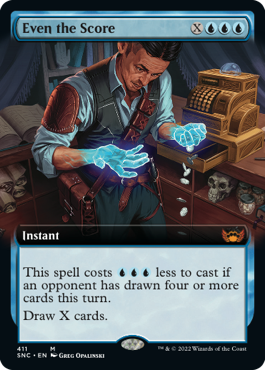 Even the Score X
Instant
This spell costs less to cast if
an opponent has drawn four or more
cards this turn.
Draw X cards.
411 M
SNC • EN GREG OPALINSKI ™ & © 2022 Wizards of the Coast